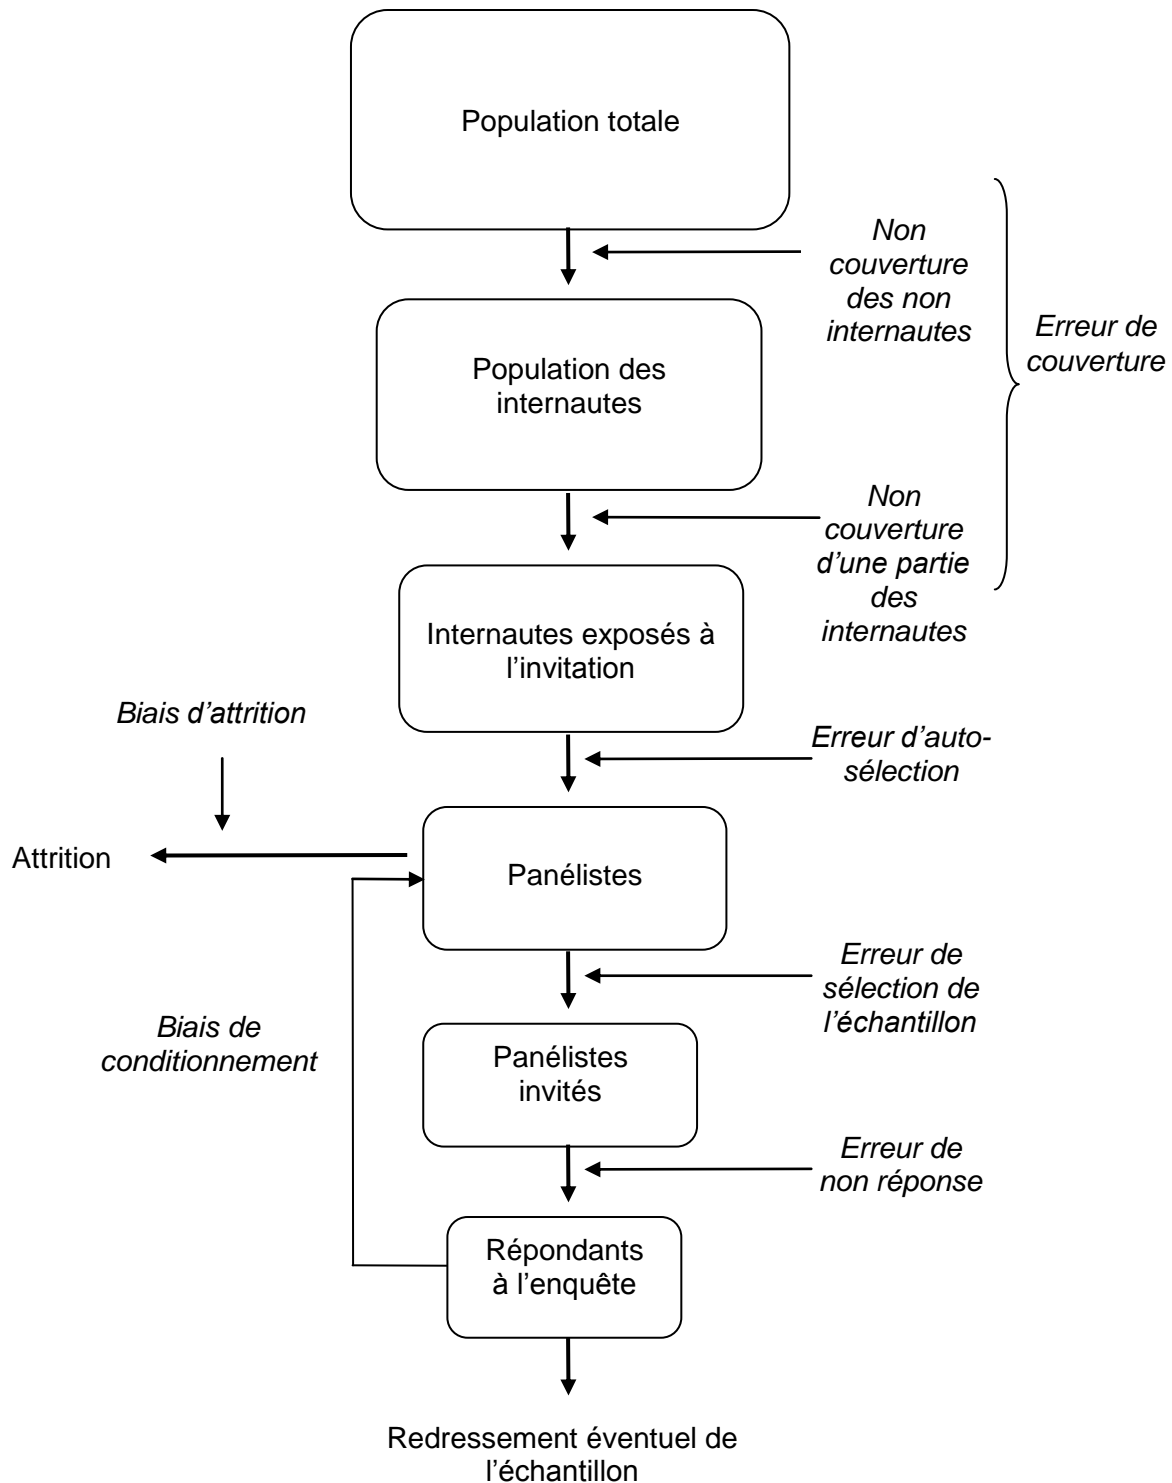 Population totale
Non
couverture
des non
internautes
Erreur de
couverture
Population des
internautes
Non
couverture
d’une partie
des
internautes
Internautes exposés à
l’invitation
Biais d’attrition
Erreur d’auto-
sélection
Attrition
Panélistes
Erreur de
sélection de
l’échantillon
Biais de
conditionnement
Panélistes
invités
Erreur de
non réponse
Répondants
à l’enquête
Redressement éventuel de
l’échantillon